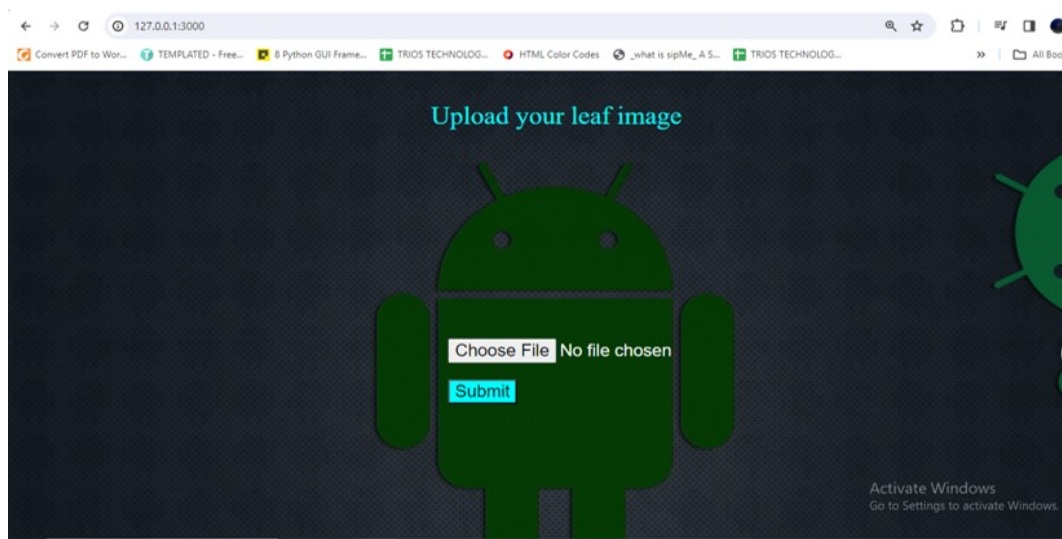 127.0.0.1:3000
Convert PDF to Wor... TEMPLATED - Free... 8 Python GUI Frame... TRIOS TECHNOLOG... HTML Color Codes _what is sipMe_ A S... TRIOS TECHNOLOG... » All Boo
Upload your leaf image
Choose File No file chosen
Submit
Activate Windows
Go to Settings to activate Windows.